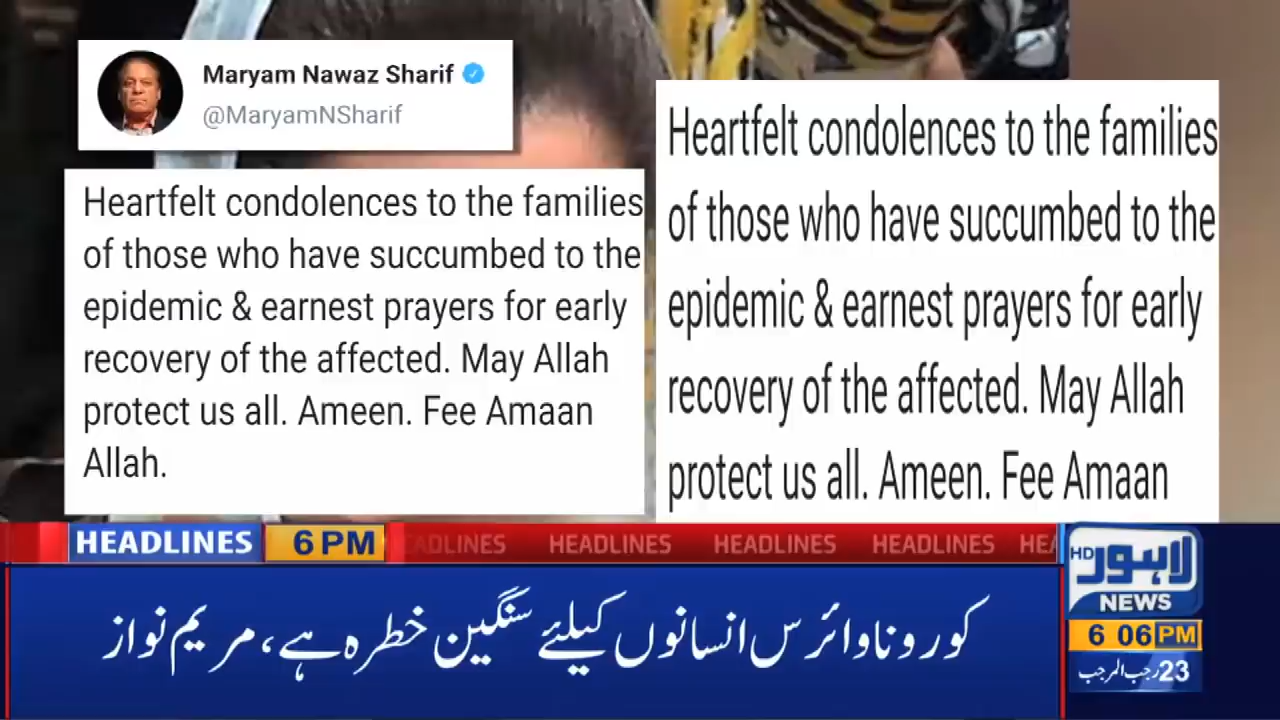 Maryam Nawaz Sharif
@MaryamNSharif
Heartfelt condolences to the families
of those who have succumbed to the
epidemic & earnest prayers for early
recovery of the affected. May Allah
protect us all. Ameen. Fee Amaan
Allah.
Heartfelt condolences to the families
of those who have succumbed to the
epidemic & earnest prayers for early
recovery of the affected. May Allah
protect us all. Ameen. Fee Amaan
HEADLINES 6 PM ADLINES HEADLINES HEADLINES HEADLINES HEA
کورونا وائرس انسانوں کیلئے سنگین خطرہ ہے، مریم نواز
HD لاہور
NEWS
6 06 PM
23 رجب المرجب